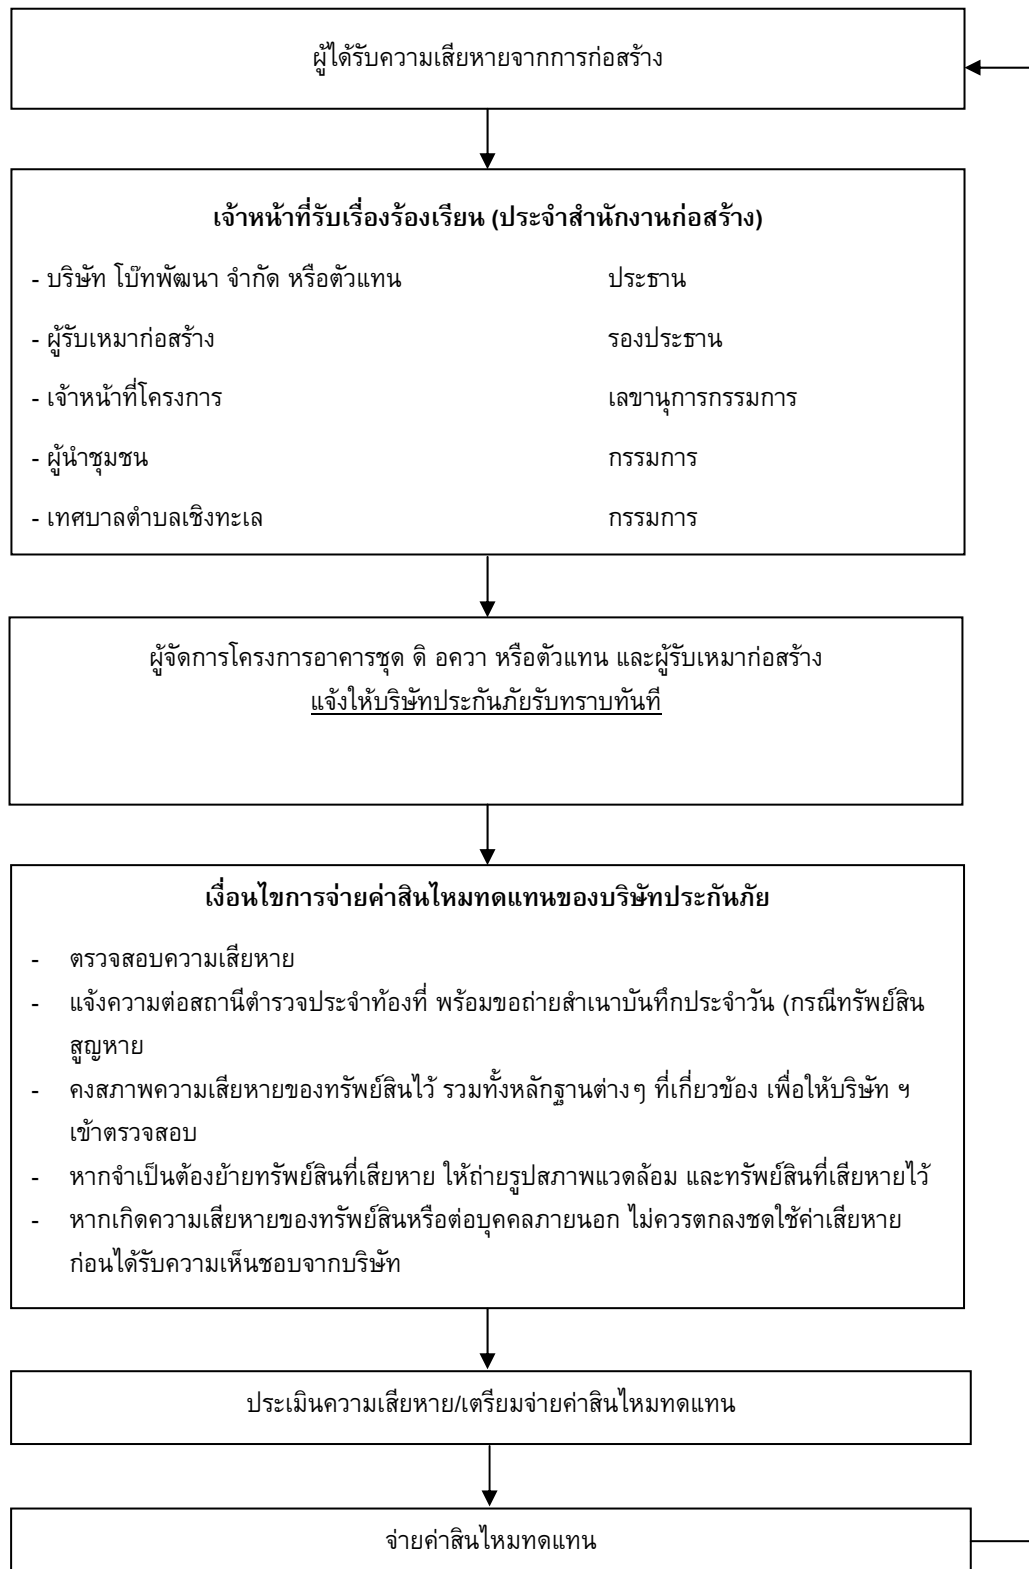 ผู้ได้รับความเสียหายจากการก่อสร้าง
เจ้าหน้าที่รับเรื่องร้องเรียน (ประจำสำนักงานก่อสร้าง)
- บริษัท โบ๊ทพัฒนา จำกัด หรือตัวแทน ประธาน
- ผู้รับเหมาก่อสร้าง รองประธาน
- เจ้าหน้าที่โครงการ เลขานุการกรรมการ
- ผู้นำชุมชน กรรมการ
- เทศบาลตำบลเชิงทะเล กรรมการ
ผู้จัดการโครงการอาคารชุด ดิ อควา หรือตัวแทน และผู้รับเหมาก่อสร้าง
แจ้งให้บริษัทประกันภัยรับทราบทันที
เงื่อนไขการจ่ายค่าสินไหมทดแทนของบริษัทประกันภัย
- ตรวจสอบความเสียหาย
- แจ้งความต่อสถานีตำรวจประจำท้องที่ พร้อมขอถ่ายสำเนาบันทึกประจำวัน (กรณีทรัพย์สิน
สูญหาย
- คงสภาพความเสียหายของทรัพย์สินไว้ รวมทั้งหลักฐานต่างๆ ที่เกี่ยวข้อง เพื่อให้บริษัท ฯ
เข้าตรวจสอบ
- หากจำเป็นต้องย้ายทรัพย์สินที่เสียหาย ให้ถ่ายรูปสภาพแวดล้อม และทรัพย์สินที่เสียหายไว้
- หากเกิดความเสียหายของทรัพย์สินหรือต่อบุคคลภายนอก ไม่ควรตกลงชดใช้ค่าเสียหาย
ก่อนได้รับความเห็นชอบจากบริษัท
ประเมินความเสียหาย/เตรียมจ่ายค่าสินไหมทดแทน
จ่ายค่าสินไหมทดแทน